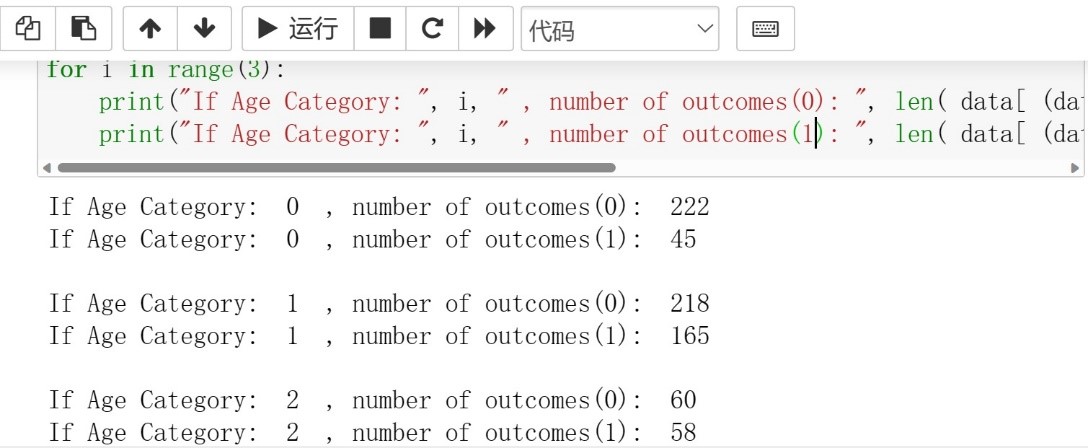 运行
代码
for i in range(3):
print("If Age Category: ", i, " , number of outcomes(0): ", len( data[ (da
print("If Age Category: ", i, " , number of outcomes(1): ", len( data[ (da
If Age Category:  0  , number of outcomes(0):  222
If Age Category:  0  , number of outcomes(1):  45
If Age Category:  1  , number of outcomes(0):  218
If Age Category:  1  , number of outcomes(1):  165
If Age Category:  2  , number of outcomes(0):  60
If Age Category:  2  , number of outcomes(1):  58